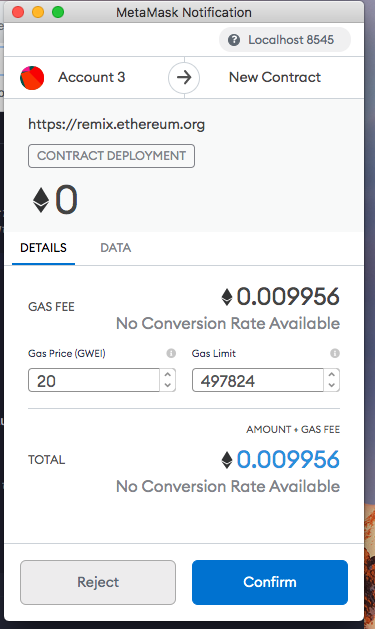 MetaMask Notification
Localhost 8545
Account 3
New Contract
https://remix.ethereum.org
CONTRACT DEPLOYMENT
0
DETAILS DATA
GAS FEE
0.009956
No Conversion Rate Available
Gas Price (GWEI) Gas Limit
20 497824
AMOUNT + GAS FEE
TOTAL
0.009956
No Conversion Rate Available
Reject Confirm